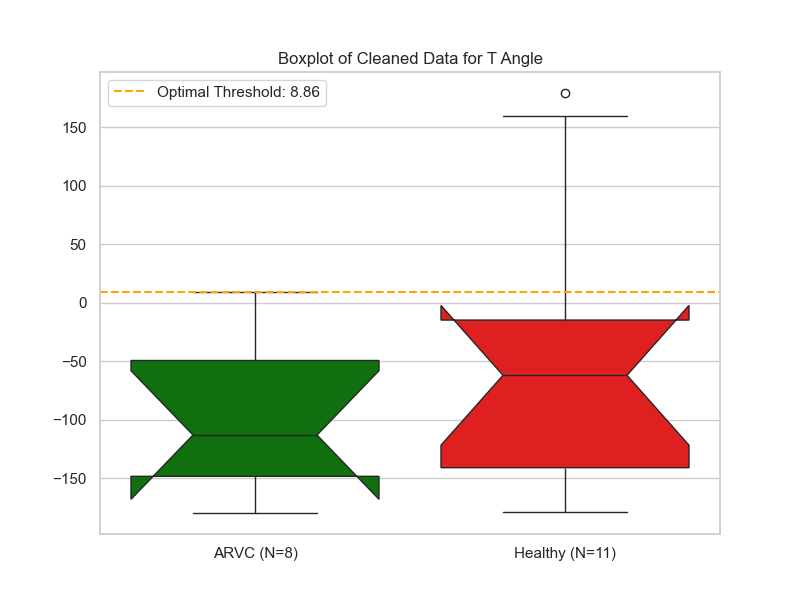 Boxplot of Cleaned Data for T Angle
Optimal Threshold: 8.86
150
100
50
0
−50
−100
−150
ARVC (N=8)
Healthy (N=11)